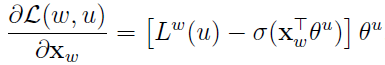 ∂ℒ(w, u)/∂x_w = [L^w(u) − σ(x_w^⊤ θ^u)] θ^u